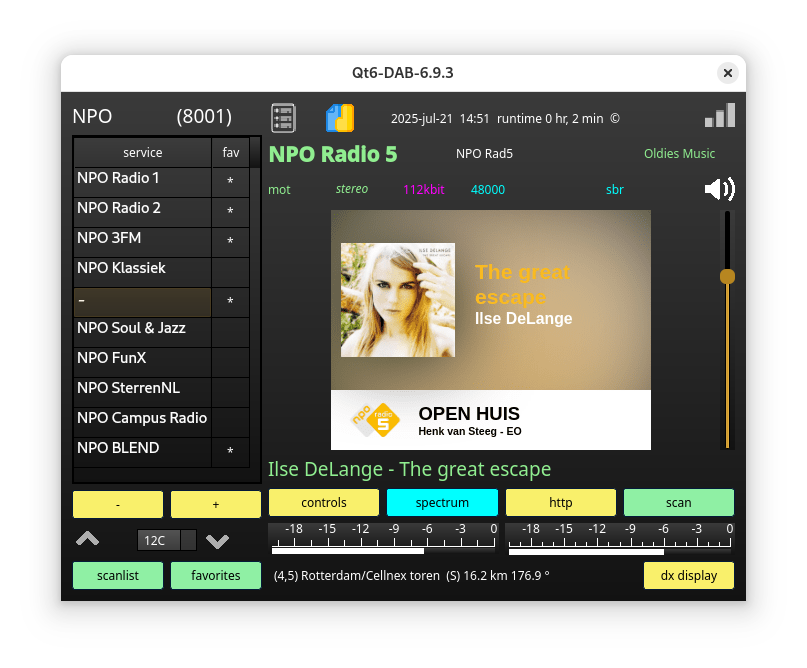 Qt6-DAB-6.9.3
NPO (8001)
2025-jul-21 14:51 runtime 0 hr, 2 min ©
service fav
NPO Radio 1 *
NPO Radio 2 *
NPO 3FM *
NPO Klassiek
- *
NPO Soul & Jazz
NPO FunX
NPO SterrenNL
NPO Campus Radio
NPO BLEND *
- +
12C
scanlist favorites
NPO Radio 5 NPO Rad5 Oldies Music
mot stereo 112kbit 48000 sbr
ILSE DELANGE
The great
escape
Ilse DeLange
npo radio 5
OPEN HUIS
Henk van Steeg - EO
Ilse DeLange - The great escape
controls spectrum http scan
-18 -15 -12 -9 -6 -3 0 -18 -15 -12 -9 -6 -3 0
(4,5) Rotterdam/Cellnex toren (S) 16.2 km 176.9 °
dx display